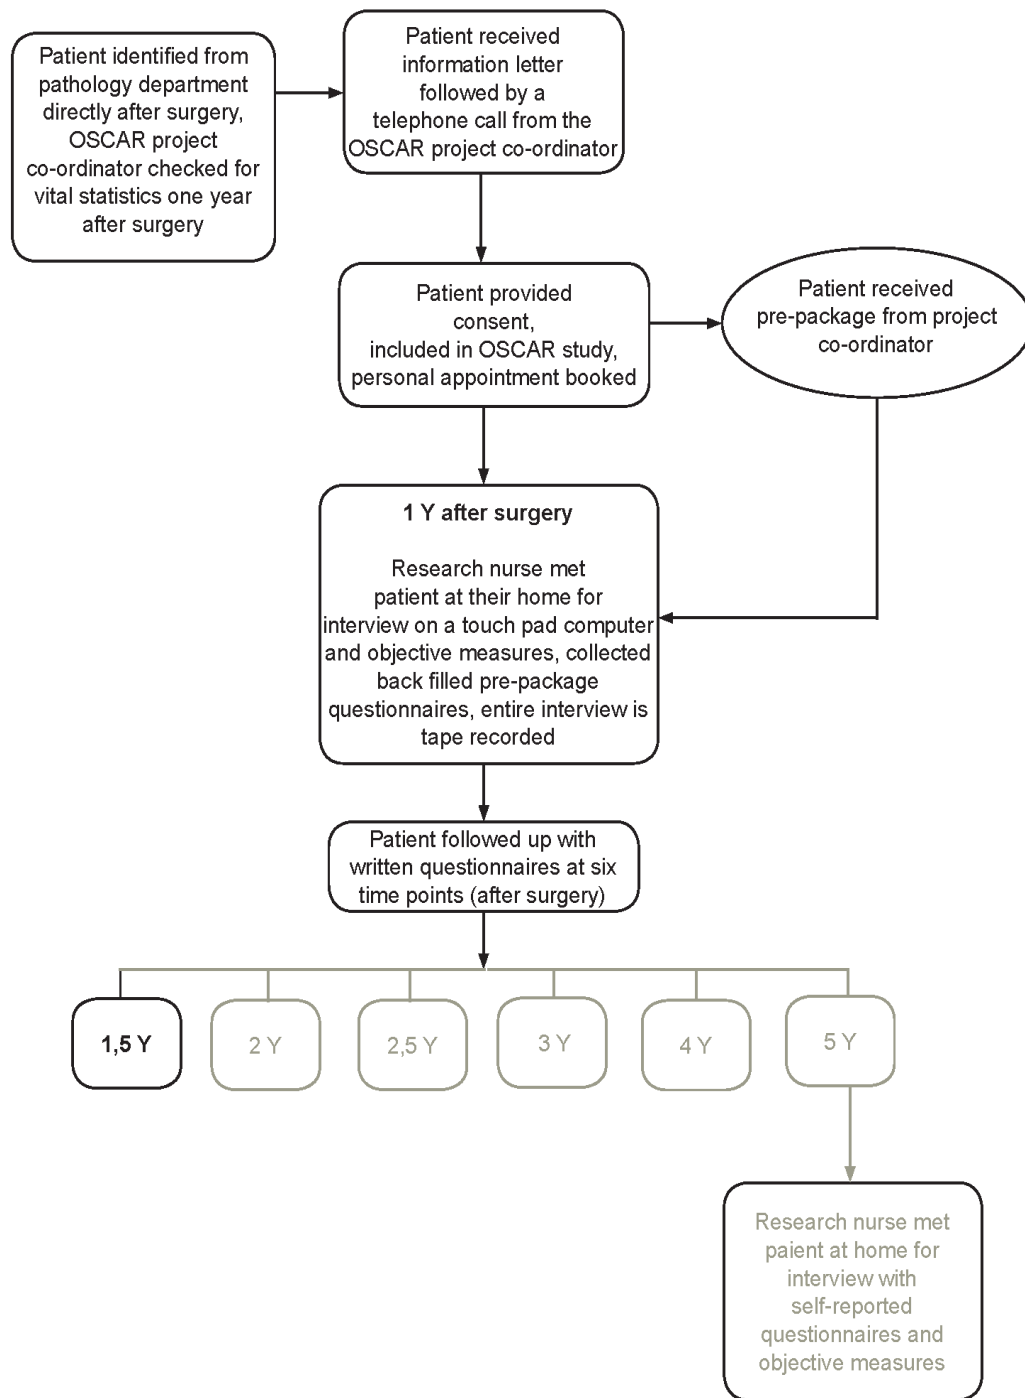 Patient identified from
pathology department
directly after surgery,
OSCAR project
co-ordinator checked for
vital statistics one year
after surgery
Patient received
information letter
followed by a
telephone call from the
OSCAR project co-ordinator
Patient provided
consent,
included in OSCAR study,
personal appointment booked
Patient received
pre-package from project
co-ordinator
1 Y after surgery
Research nurse met
patient at their home for
interview on a touch pad computer
and objective measures, collected
back filled pre-package
questionnaires, entire interview is
tape recorded
Patient followed up with
written questionnaires at six
time points (after surgery)
1,5 Y
2 Y
2,5 Y
3 Y
4 Y
5 Y
Research nurse met
paient at home for
interview with
self-reported
questionnaires and
objective measures